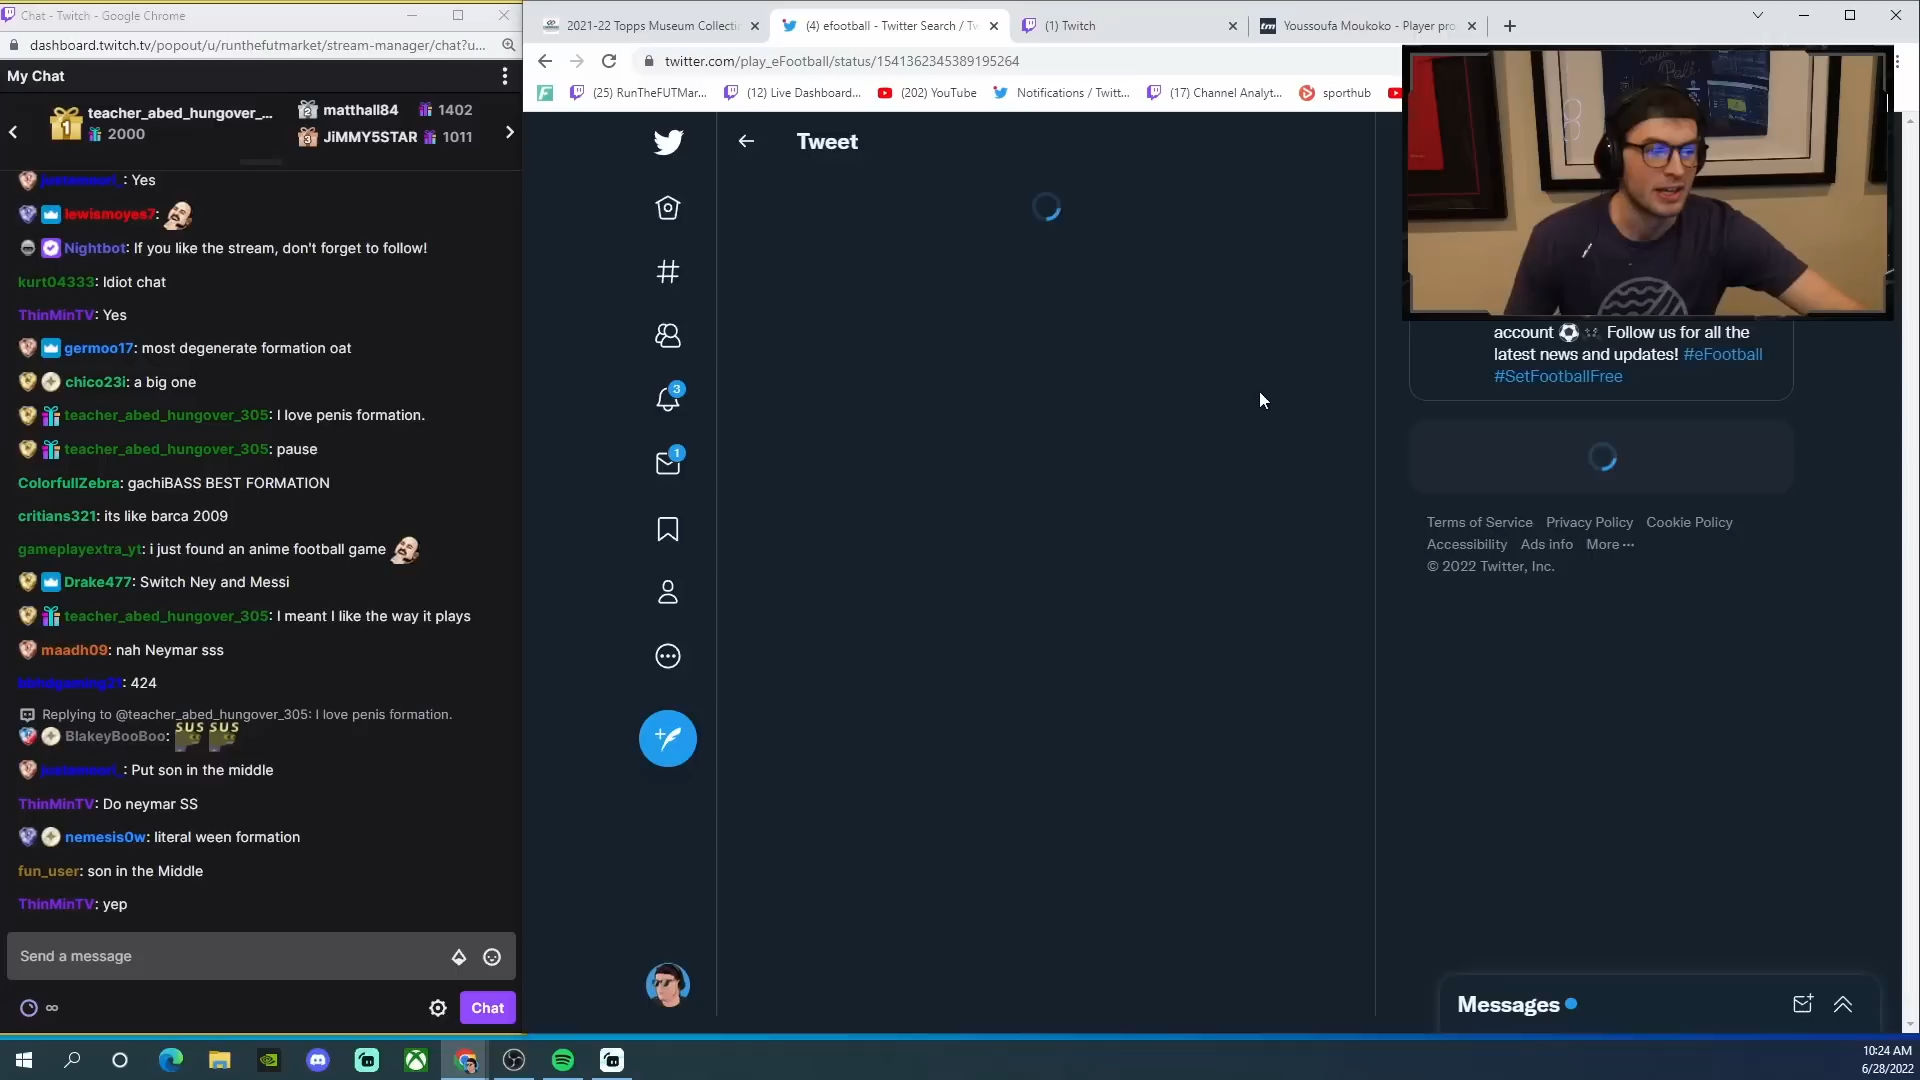 Chat - Twitch - Google Chrome
dashboard.twitch.tv/popout/u/runthefutmarket/stream-manager/chat?u...
My Chat
1
teacher_abed_hungover_...
2000
2
matthall84
1402
3
JiMMY5STAR
1011
: Yes
lewismoyes7:
Nightbot: If you like the stream, don't forget to follow!
kurt04333: Idiot chat
ThinMinTV: Yes
germoo17: most degenerate formation oat
chico23i: a big one
teacher_abed_hungover_305: I love penis formation.
teacher_abed_hungover_305: pause
ColorfullZebra: gachiBASS BEST FORMATION
critians321: its like barca 2009
gameplayextra_yt: i just found an anime football game
Drake477: Switch Ney and Messi
teacher_abed_hungover_305: I meant I like the way it plays
maadh09: nah Neymar sss
: 424
Replying to @teacher_abed_hungover_305: I love penis formation.
BlakeyBooBoo: SUS SUS
: Put son in the middle
ThinMinTV: Do neymar SS
nemesis0w: literal ween formation
fun_user: son in the Middle
ThinMinTV: yep
Send a message
∞
Chat
2021-22 Topps Museum Collecti
(4) efootball - Twitter Search / Tw
(1) Twitch
tm
Youssoufa Moukoko - Player pro
twitter.com/play_eFootball/status/1541362345389195264
(25) RunTheFUTMar...
(12) Live Dashboard...
(202) YouTube
Notifications / Twitt...
(17) Channel Analyt...
sporthub
Tweet
3
1
account ⚽ Follow us for all the
latest news and updates! #eFootball
#SetFootballFree
Terms of Service Privacy Policy Cookie Policy
Accessibility Ads info More ···
© 2022 Twitter, Inc.
Messages
10:24 AM
6/28/2022